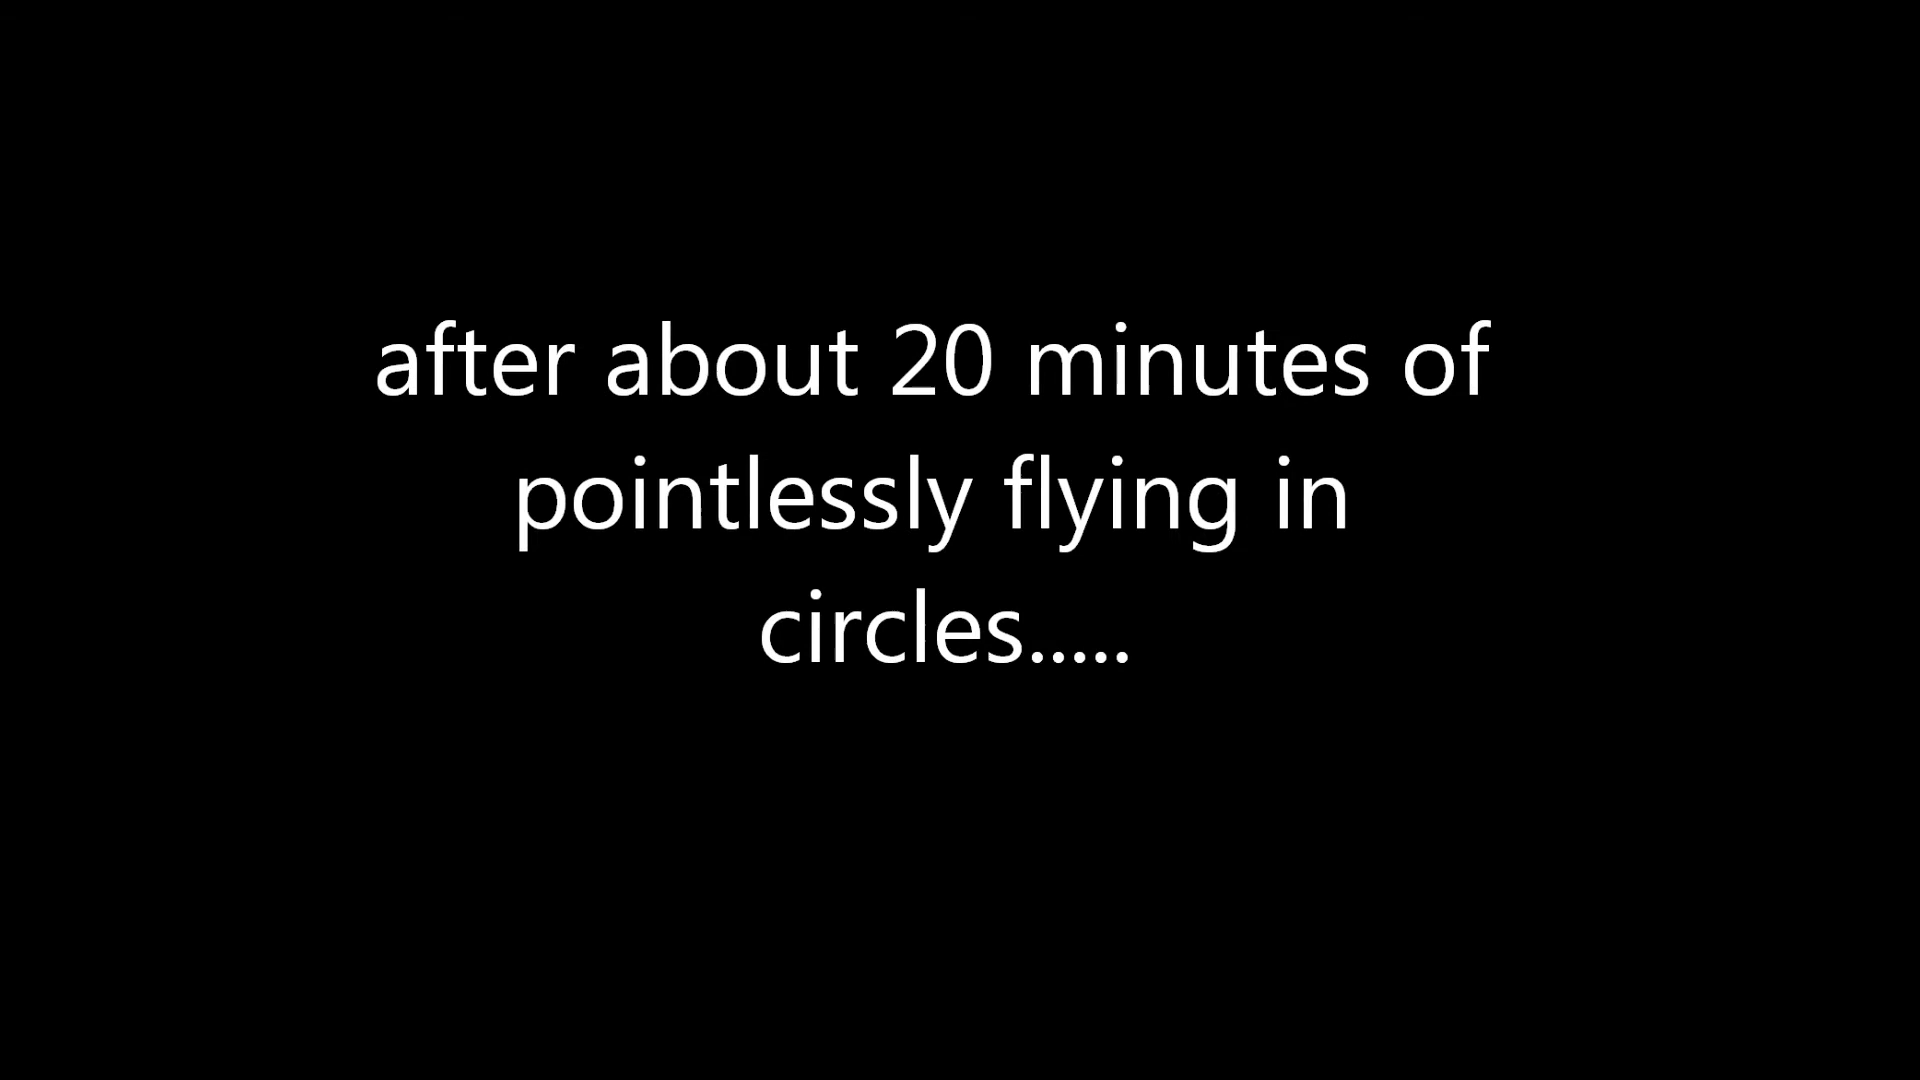 after about 20 minutes of
pointlessly flying in
circles.....